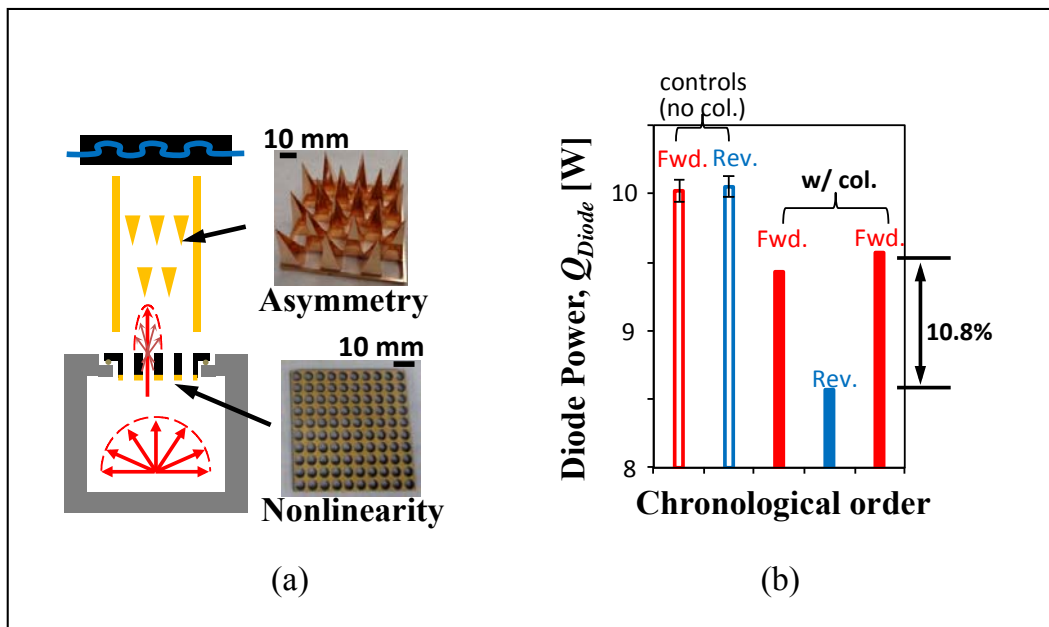 10 mm
Asymmetry
10 mm
Nonlinearity
(a)
controls
(no col.)
Fwd. Rev.
w/ col.
Fwd. Fwd.
Rev.
10.8%
10
9
8
Diode Power, Q_Diode [W]
Chronological order
(b)